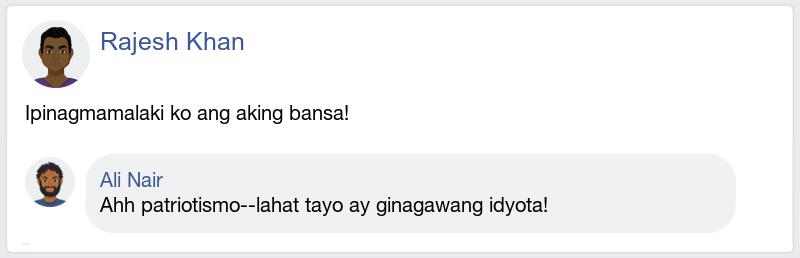 Rajesh Khan
Ipinagmamalaki ko ang aking bansa!
Ali Nair
Ahh patriotismo--lahat tayo ay ginagawang idyota!